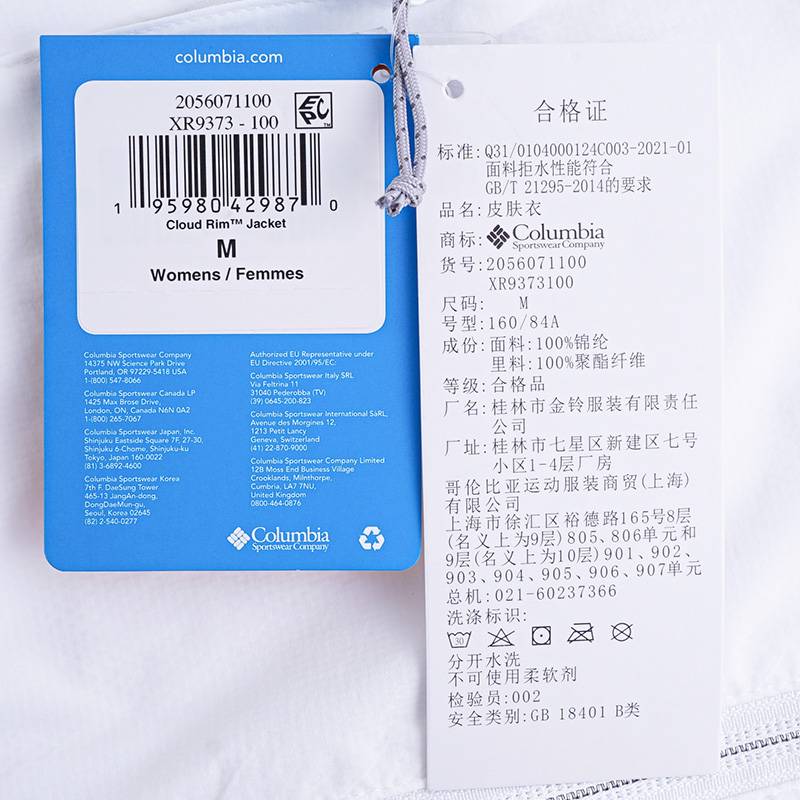 columbia.com
2056071100
XR9373 - 100
EPC™
1 95980 42987 0
Cloud Rim™ Jacket
M
Womens / Femmes
Columbia Sportswear Company
14375 NW Science Park Drive
Portland, OR 97229-5418 USA
1-(800) 547-8066
Columbia Sportswear Canada LP
1425 Max Brose Drive,
London, ON, Canada N6N 0A2
1-(800) 265-7067
Columbia Sportswear Japan, Inc.
Shinjuku Eastside Square 7F, 27-30,
Shinjuku 6-Chome, Shinjuku-ku
Tokyo, Japan 160-0022
(81) 3-6892-4600
Columbia Sportswear Korea
7th F. DaeSung Tower
465-13 JangAn-dong,
DongDaeMun-gu,
Seoul, Korea 02645
(82) 2-540-0277
Authorized EU Representative under
EU Directive 2001/95/EC:
Columbia Sportswear Italy SRL
Via Feltrina 11
31040 Pederobba (TV)
(39) 0645-200-823
Columbia Sportswear International SàRL,
Avenue des Morgines 12,
1213 Petit Lancy
Geneva, Switzerland
(41) 22-870-9000
Columbia Sportswear Company Limited
12B Moss End Business Village
Crooklands, Milnthorpe,
Cumbria, LA7 7NU,
United Kingdom
0800-464-0876
Columbia
Sportswear Company
合格证
标准:Q31/0104000124C003-2021-01
面料拒水性能符合
GB/T 21295-2014的要求
品名:皮肤衣
商标:Columbia
Sportswear Company
货号:2056071100
XR9373100
尺码: M
号型:160/84A
成份:面料:100%锦纶
里料:100%聚酯纤维
等级:合格品
厂名:桂林市金铃服装有限责任
公司
厂址:桂林市七星区新建区七号
小区1-4层厂房
哥伦比亚运动服装商贸(上海)
有限公司
上海市徐汇区裕德路165号8层
(名义上为9层)805、806单元和
9层(名义上为10层)901、902、
903、904、905、906、907单元
总机:021-60237366
洗涤标识:
30
分开水洗
不可使用柔软剂
检验员:002
安全类别:GB 18401 B类